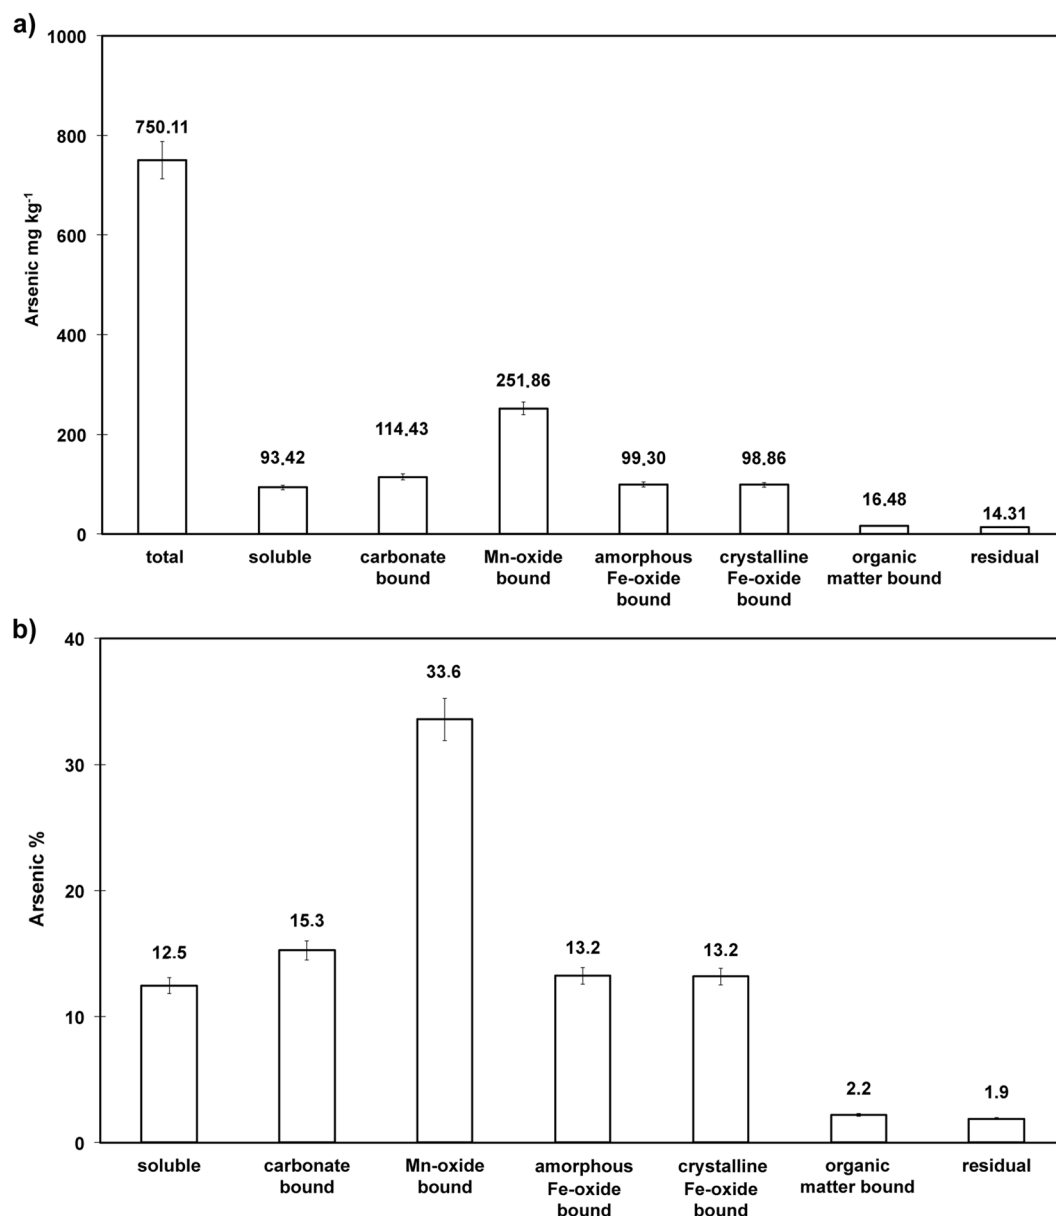 a)
1000
800
600
400
200
0
Arsenic mg kg⁻¹
750.11
93.42
114.43
251.86
99.30
98.86
16.48
14.31
total
soluble
carbonate
bound
Mn-oxide
bound
amorphous
Fe-oxide
bound
crystalline
Fe-oxide
bound
organic
matter bound
residual
b)
40
30
20
10
0
Arsenic %
12.5
15.3
33.6
13.2
13.2
2.2
1.9
soluble
carbonate
bound
Mn-oxide
bound
amorphous
Fe-oxide
bound
crystalline
Fe-oxide
bound
organic
matter bound
residual